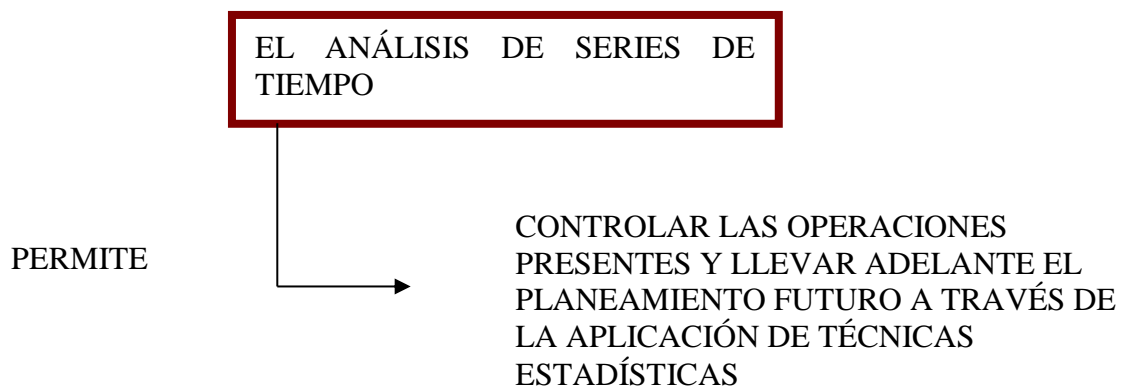 EL ANÁLISIS DE SERIES DE
TIEMPO
PERMITE
CONTROLAR LAS OPERACIONES
PRESENTES Y LLEVAR ADELANTE EL
PLANEAMIENTO FUTURO A TRAVÉS DE
LA APLICACIÓN DE TÉCNICAS
ESTADÍSTICAS